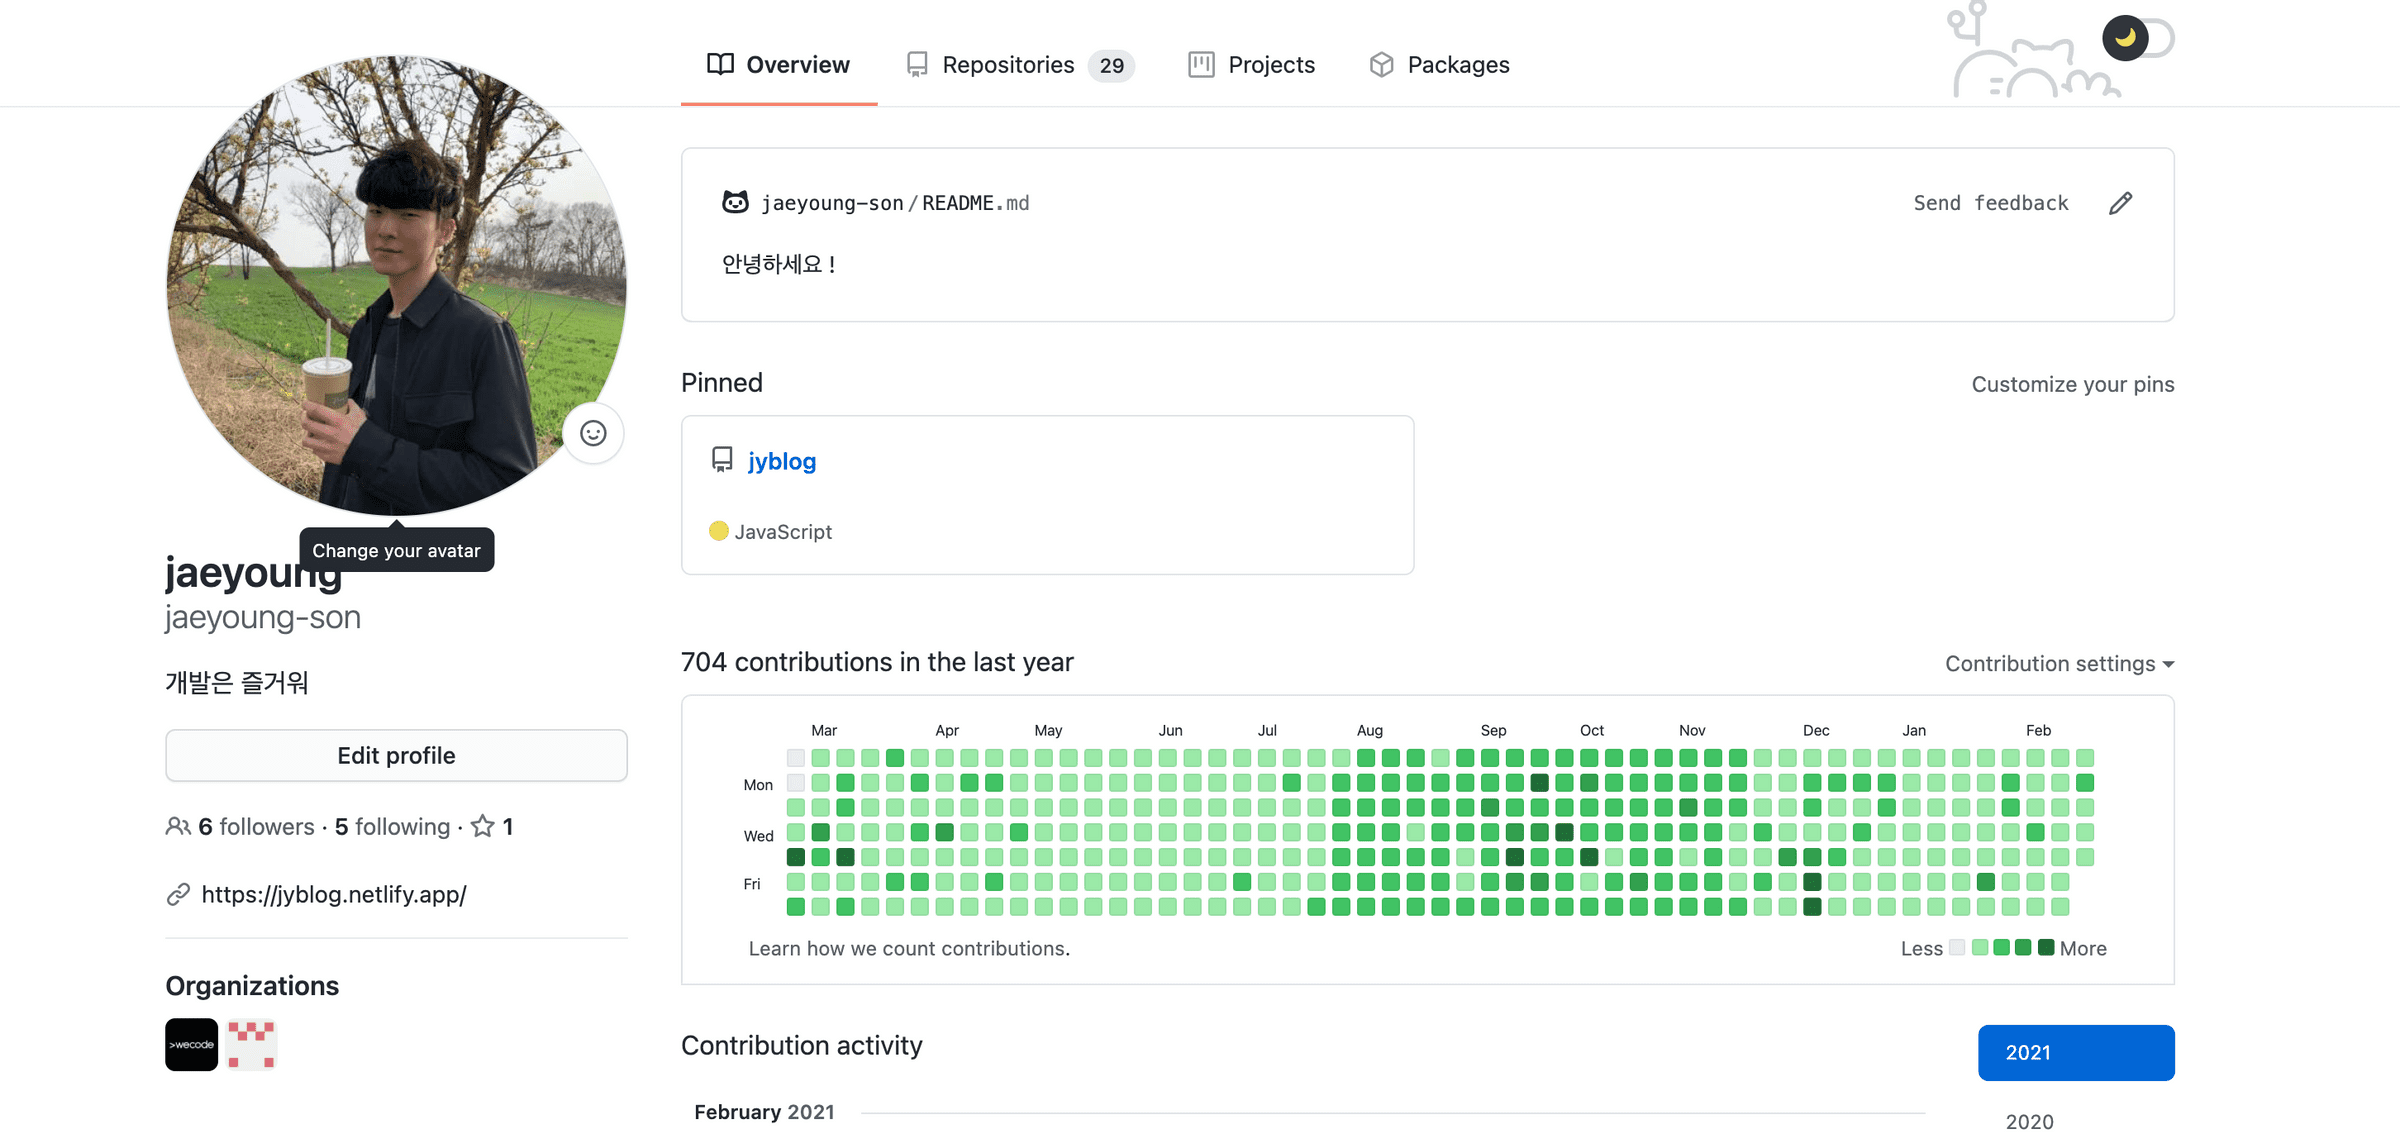 Overview Repositories 29 Projects Packages
jaeyoung-son/README.md Send feedback
안녕하세요 !
Pinned Customize your pins
jyblog
JavaScript
Change your avatar
jaeyoung
jaeyoung-son
개발은 즐거워
Edit profile
6 followers · 5 following · 1
https://jyblog.netlify.app/
Organizations
>wecode
704 contributions in the last year Contribution settings
Mar Apr May Jun Jul Aug Sep Oct Nov Dec Jan Feb
Mon
Wed
Fri
Learn how we count contributions. Less More
Contribution activity 2021
February 2021
2020